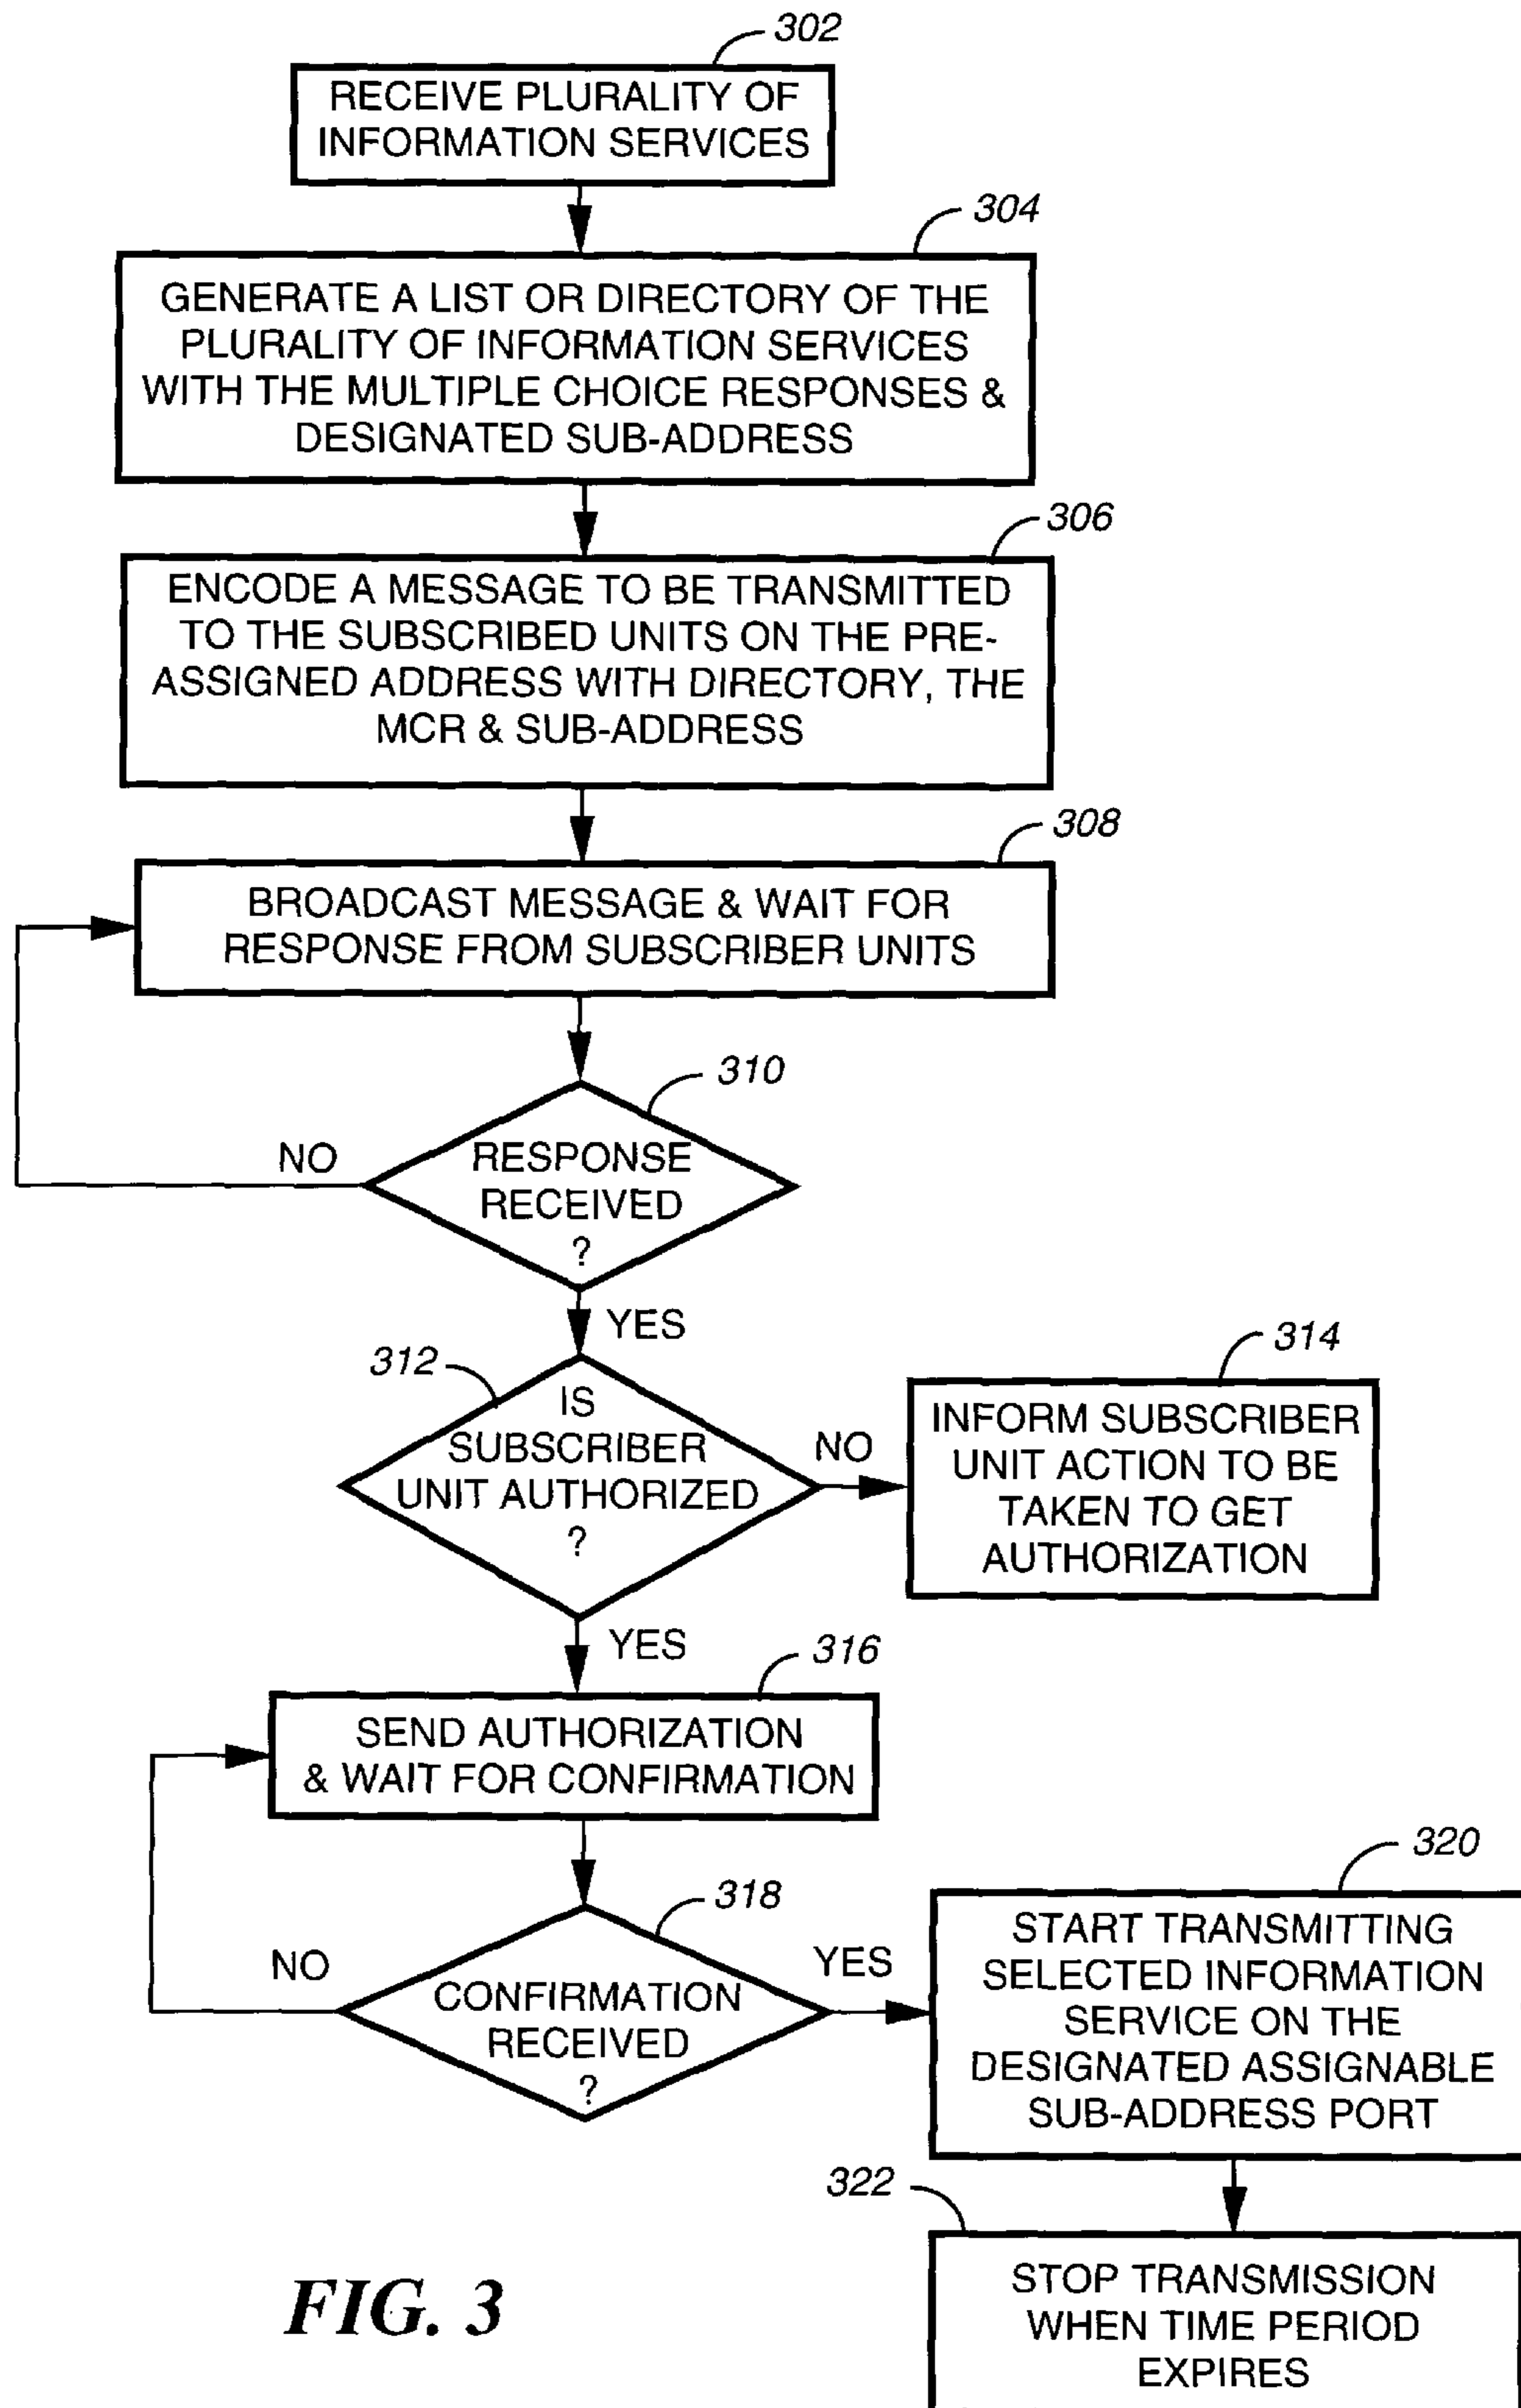 302
RECEIVE PLURALITY OF
INFORMATION SERVICES
304
GENERATE A LIST OR DIRECTORY OF THE
PLURALITY OF INFORMATION SERVICES
WITH THE MULTIPLE CHOICE RESPONSES &
DESIGNATED SUB-ADDRESS
306
ENCODE A MESSAGE TO BE TRANSMITTED
TO THE SUBSCRIBED UNITS ON THE PRE-
ASSIGNED ADDRESS WITH DIRECTORY, THE
MCR & SUB-ADDRESS
308
BROADCAST MESSAGE & WAIT FOR
RESPONSE FROM SUBSCRIBER UNITS
310
NO
RESPONSE
RECEIVED
?
YES
312
IS
SUBSCRIBER
UNIT AUTHORIZED
?
NO
314
INFORM SUBSCRIBER
UNIT ACTION TO BE
TAKEN TO GET
AUTHORIZATION
YES
316
SEND AUTHORIZATION
& WAIT FOR CONFIRMATION
318
NO
CONFIRMATION
RECEIVED
?
YES
320
START TRANSMITTING
SELECTED INFORMATION
SERVICE ON THE
DESIGNATED ASSIGNABLE
SUB-ADDRESS PORT
322
STOP TRANSMISSION
WHEN TIME PERIOD
EXPIRES
FIG. 3